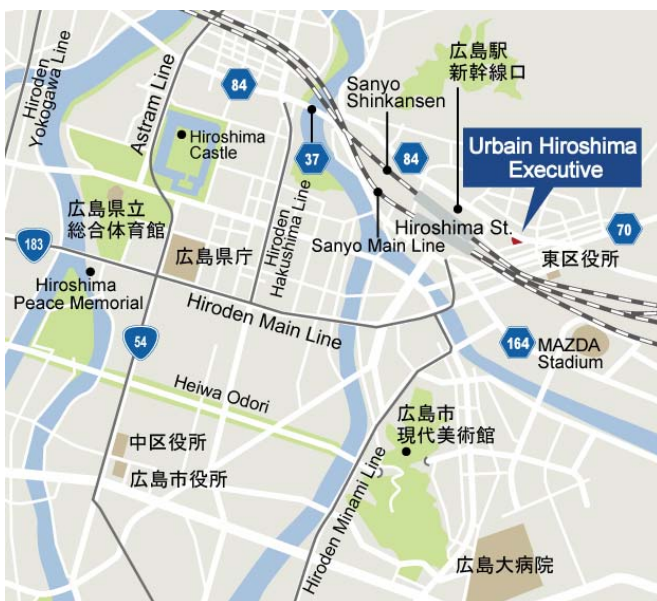 Hiroden
Yokogawa Line
Astram Line
84
Hiroshima
Castle
37
Sanyo
Shinkansen
84
広島駅
新幹線口
Urbain Hiroshima
Executive
70
広島県立
総合体育館
Hiroden
Hakushima Line
Sanyo Main Line
Hiroshima St.
東区役所
183
広島県庁
Hiroshima
Peace Memorial
Hiroden Main Line
54
164
MAZDA
Stadium
Heiwa Odori
中区役所
広島市役所
広島市
現代美術館
Hiroden Minami Line
広島大病院